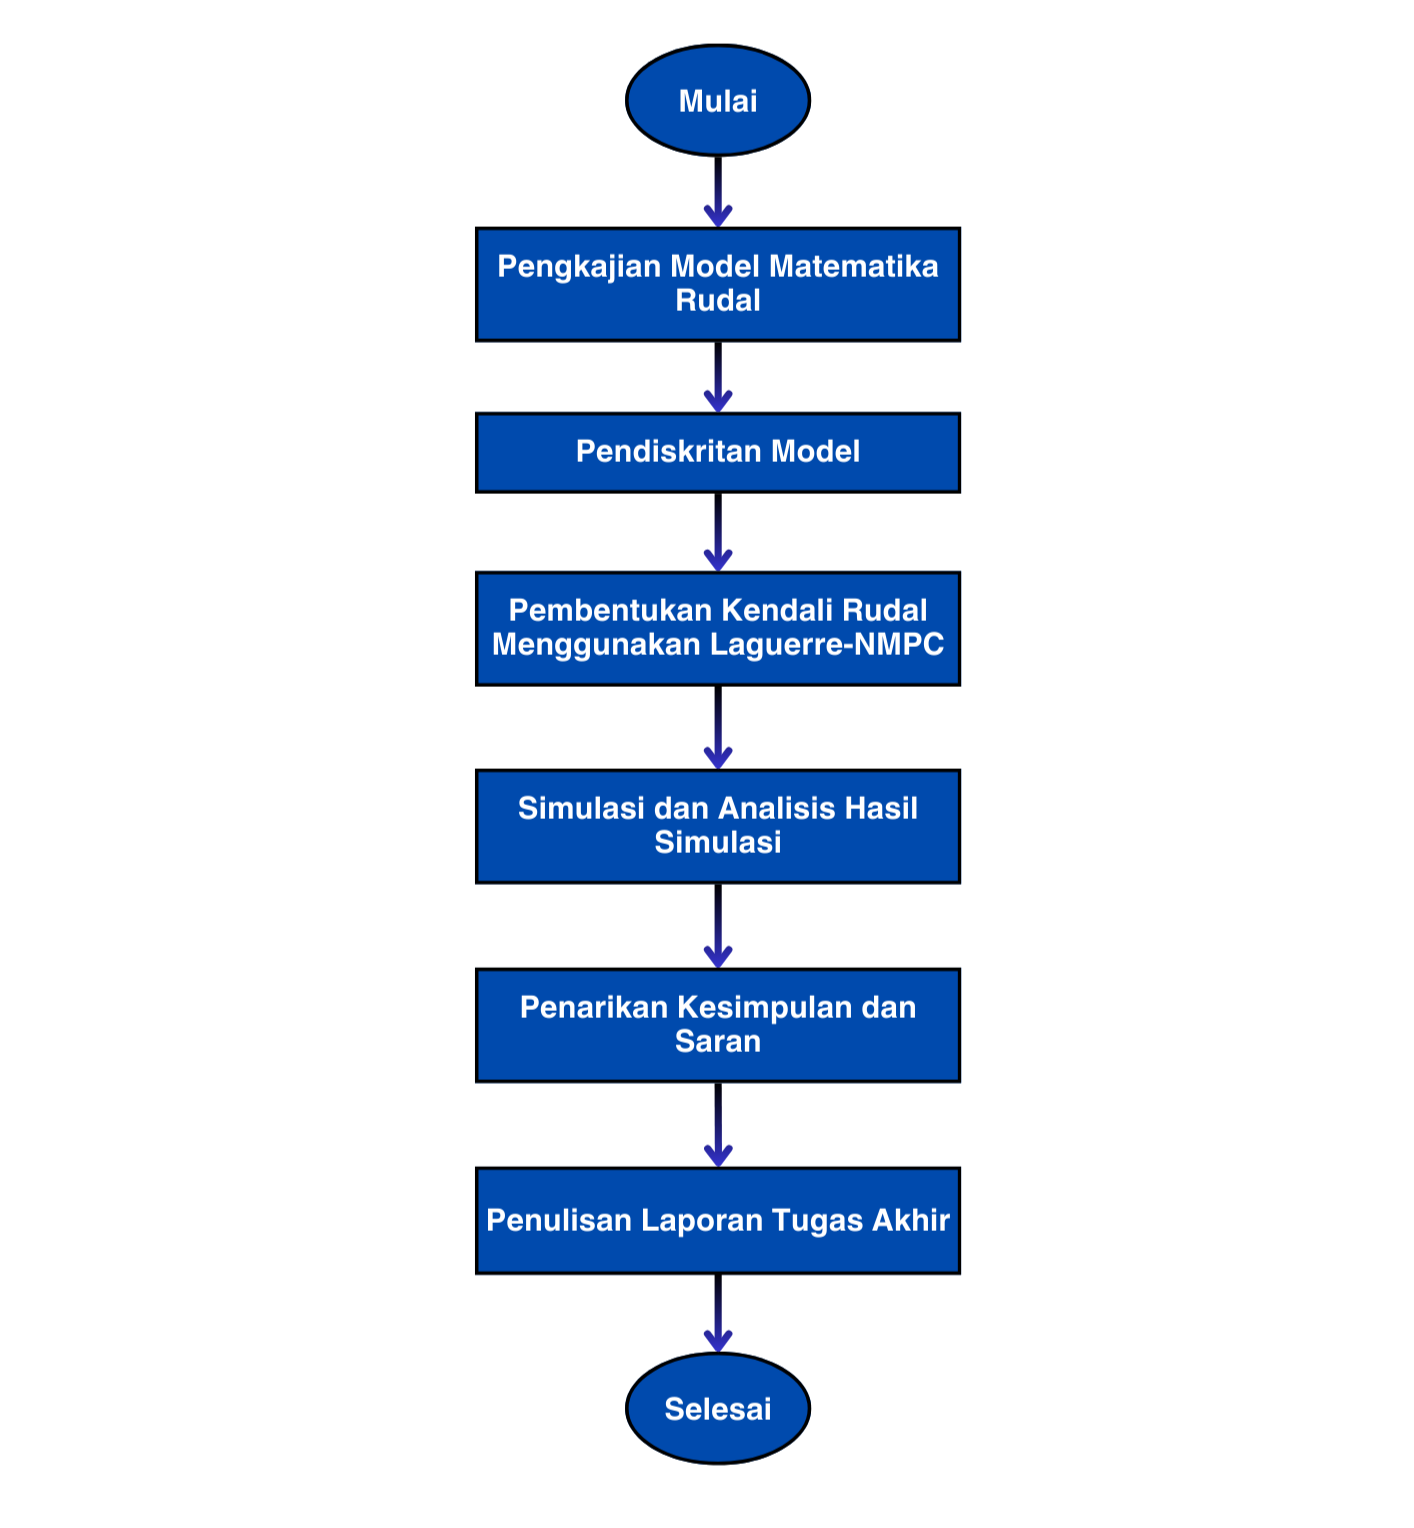 Mulai
Pengkajian Model Matematika
Rudal
Pendiskritan Model
Pembentukan Kendali Rudal
Menggunakan Laguerre-NMPC
Simulasi dan Analisis Hasil
Simulasi
Penarikan Kesimpulan dan
Saran
Penulisan Laporan Tugas Akhir
Selesai